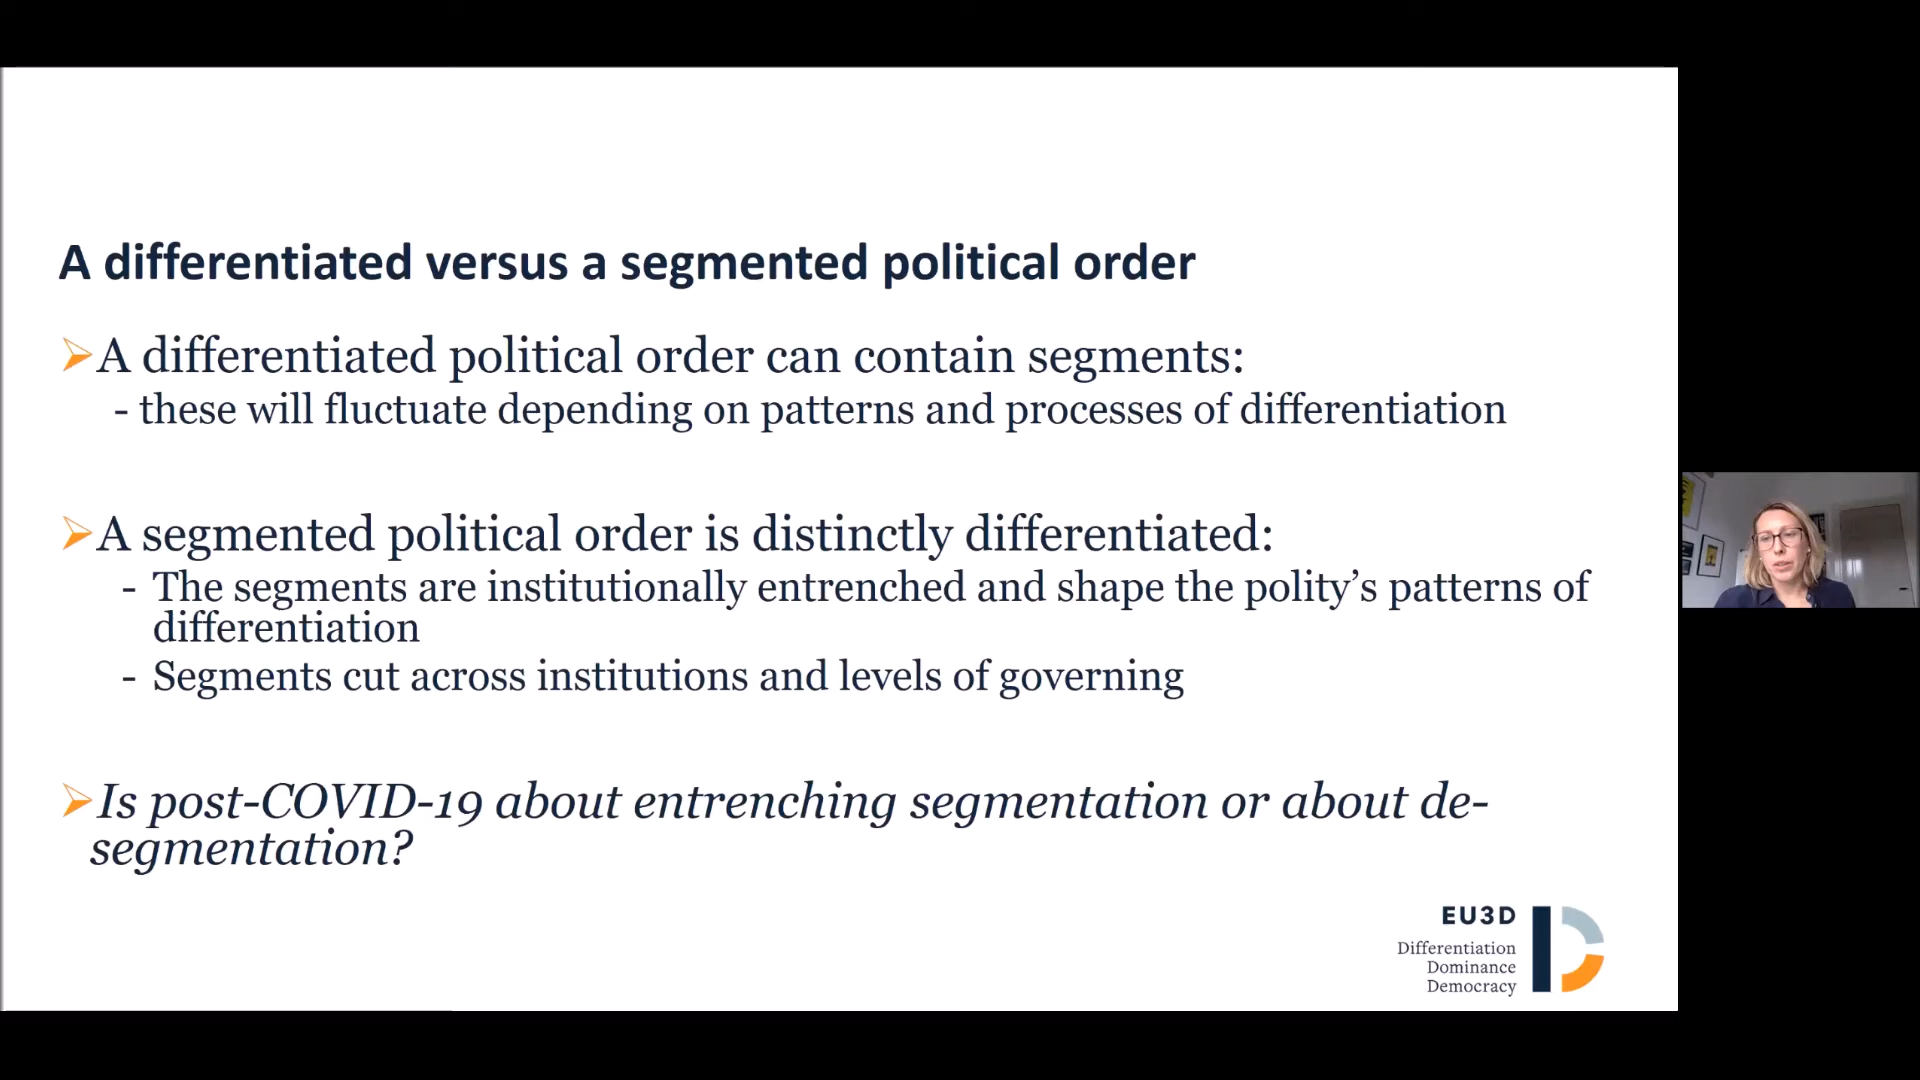 A differentiated versus a segmented political order
➢A differentiated political order can contain segments:
- these will fluctuate depending on patterns and processes of differentiation
➢A segmented political order is distinctly differentiated:
- The segments are institutionally entrenched and shape the polity’s patterns of
differentiation
- Segments cut across institutions and levels of governing
➢Is post-COVID-19 about entrenching segmentation or about de-
segmentation?
EU3D
Differentiation
Dominance
Democracy